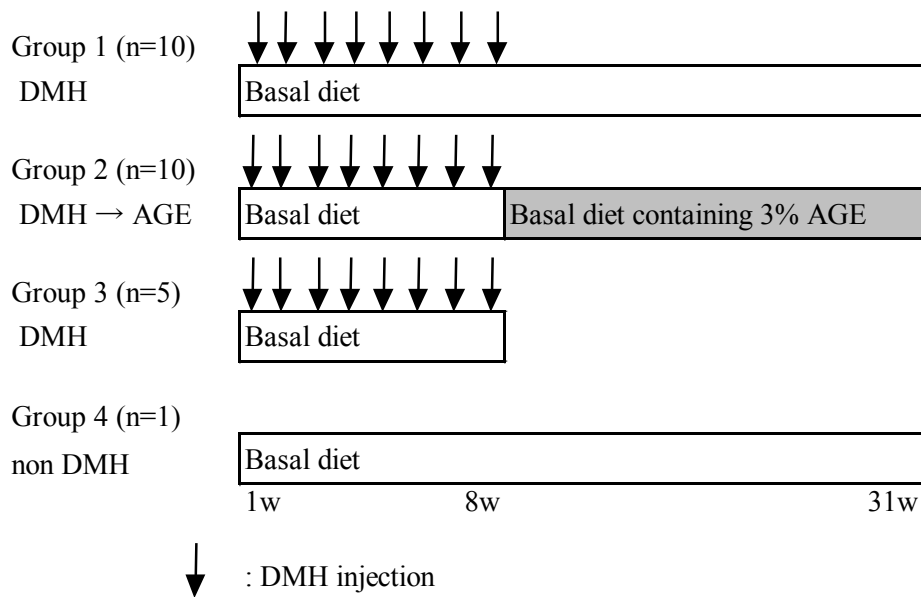 Group 1 (n=10)
DMH
Basal diet
Group 2 (n=10)
DMH → AGE
Basal diet
Basal diet containing 3% AGE
Group 3 (n=5)
DMH
Basal diet
Group 4 (n=1)
non DMH
Basal diet
1w
8w
31w
: DMH injection